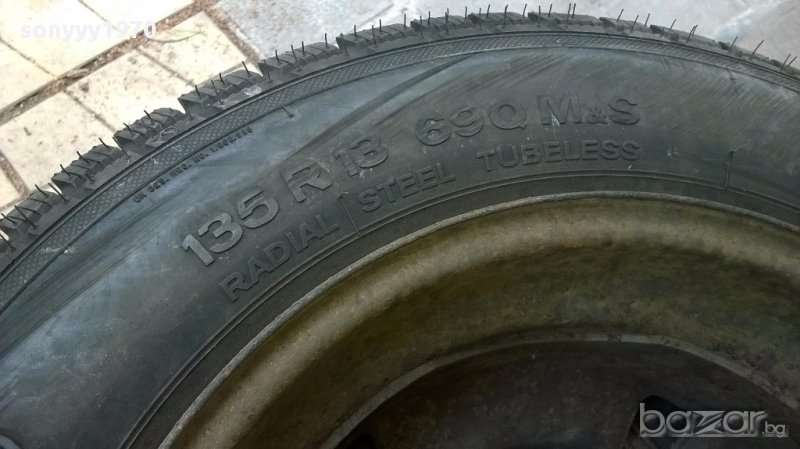 sonyyy1970
135 R 13 69Q M&S
RADIAL STEEL TUBELESS
bazar.bg